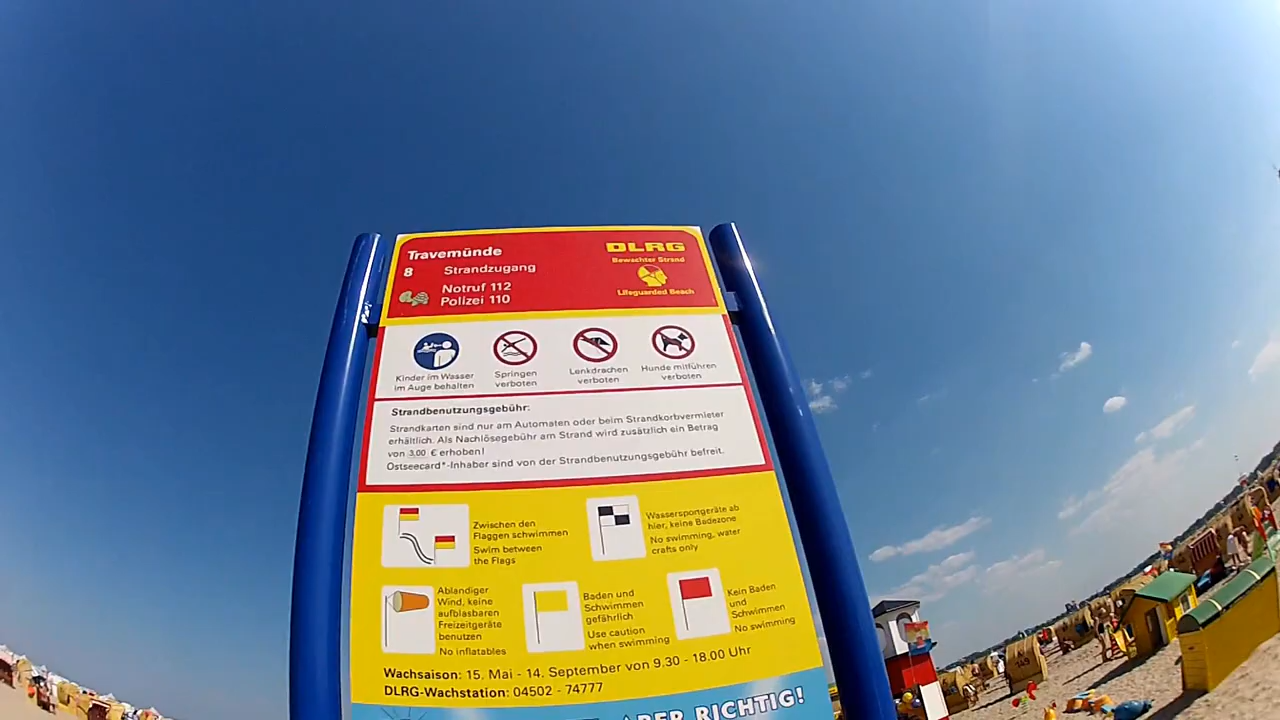 Travemünde
8 Strandzugang
Notruf 112
Polizei 110
DLRG
Bewachter Strand
Lifeguarded Beach
Kinder im Wasser
im Auge behalten
Springen
verboten
Lenkdrachen
verboten
Hunde mitführen
verboten
Strandbenutzungsgebühr:
Strandkarten sind nur am Automaten oder beim Strandkorbvermieter
erhältlich. Als Nachlösegebühr am Strand wird zusätzlich ein Betrag
von 3,00 € erhoben!
Ostseecard*-Inhaber sind von der Strandbenutzungsgebühr befreit.
Zwischen den
Flaggen schwimmen
Swim between
the Flags
Wasserspongeräte ab
hier, keine Badezone
No swimming, water
crafts only
Ablandiger
Wind, keine
aufblasbaren
Freizeitgeräte
benutzen
No inflatables
Baden und
Schwimmen
gefährlich
Use caution
when swimming
Kein Baden
und
Schwimmen
No swimming
Wachsaison: 15. Mai - 14. September von 9.30 - 18.00 Uhr
DLRG-Wachstation: 04502 - 74777
ABER RICHTIG!
149